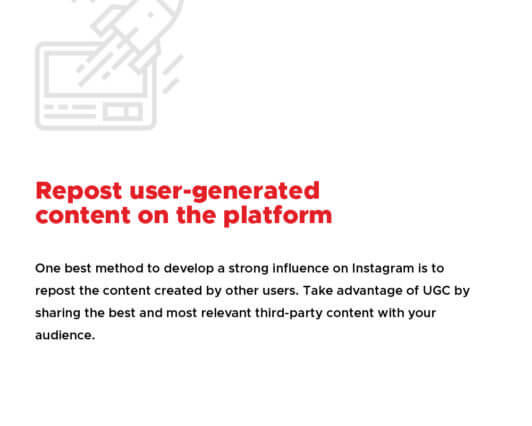 Repost user-generated
content on the platform
One best method to develop a strong influence on Instagram is to
repost the content created by other users. Take advantage of UGC by
sharing the best and most relevant third-party content with your
audience.